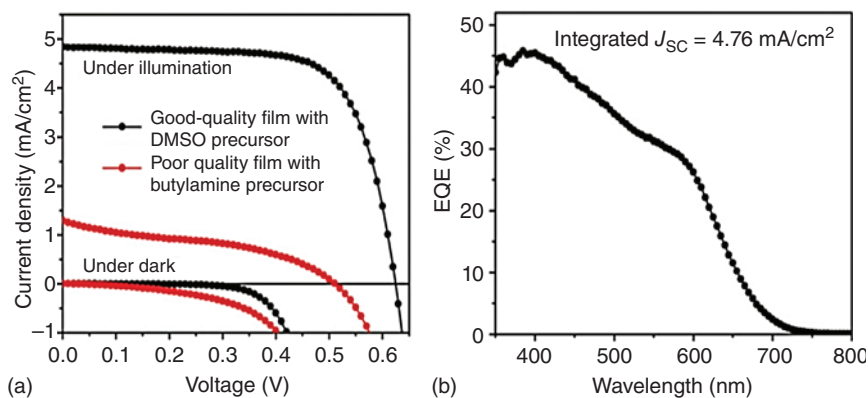 5
4
3
2
1
0
−1
0.0 0.1 0.2 0.3 0.4 0.5 0.6
Current density (mA/cm²)
Voltage (V)
Under illumination
Good-quality film with
DMSO precursor
Poor quality film with
butylamine precursor
Under dark
(a)
50
40
30
20
10
0
400 500 600 700 800
EQE (%)
Wavelength (nm)
Integrated JSC = 4.76 mA/cm²
(b)